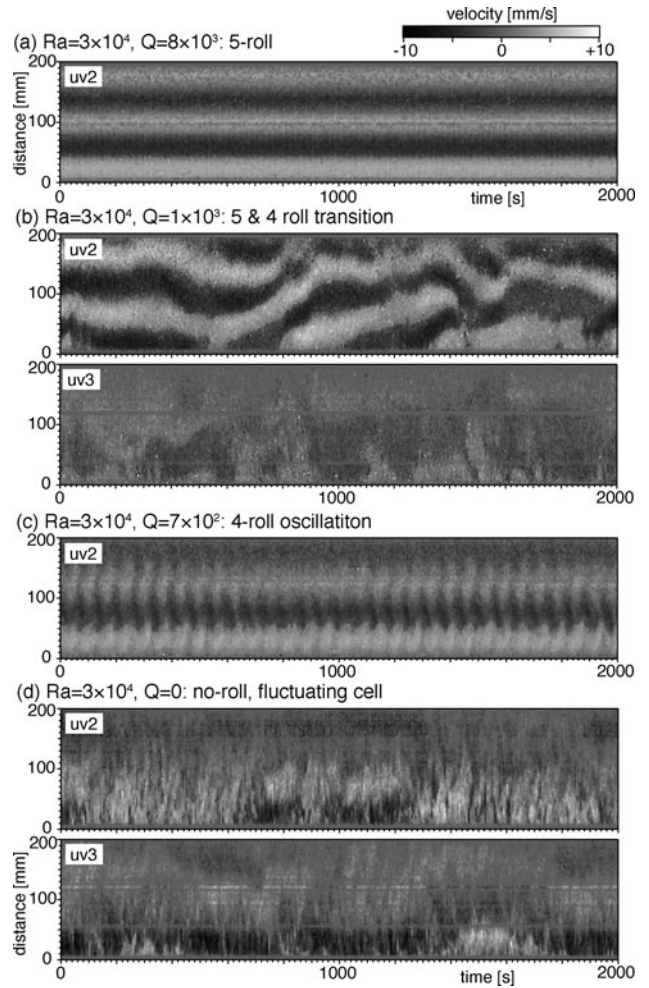 velocity [mm/s]
-10 0 +10
(a) Ra=3×10⁴, Q=8×10³: 5-roll
uv2
200
100
0
distance [mm]
0 1000 time [s] 2000
(b) Ra=3×10⁴, Q=1×10³: 5 & 4 roll transition
uv2
200
100
0
uv3
200
100
0
0 1000 2000
(c) Ra=3×10⁴, Q=7×10²: 4-roll oscillatiton
uv2
200
100
0
0 1000 2000
(d) Ra=3×10⁴, Q=0: no-roll, fluctuating cell
uv2
200
100
0
uv3
200
100
0
distance [mm]
0 1000 time [s] 2000